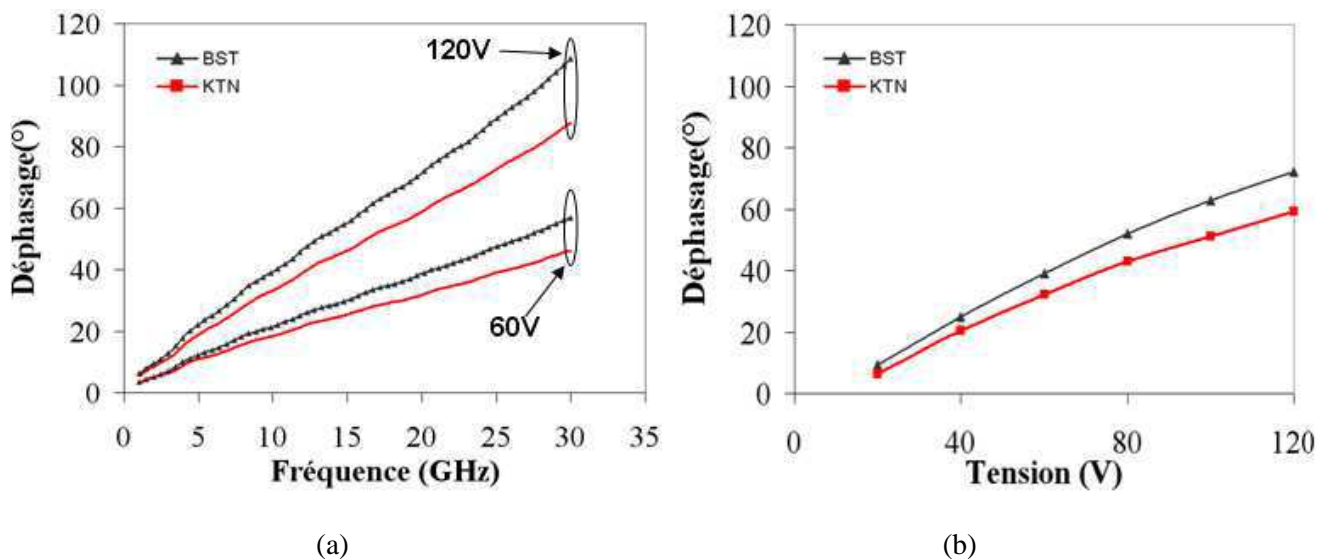 120
100
80
60
40
20
0
Déphasage(°)
BST
KTN
120V
60V
0 5 10 15 20 25 30 35
Fréquence (GHz)
(a)
120
100
80
60
40
20
0
Déphasage(°)
BST
KTN
0 40 80 120
Tension (V)
(b)